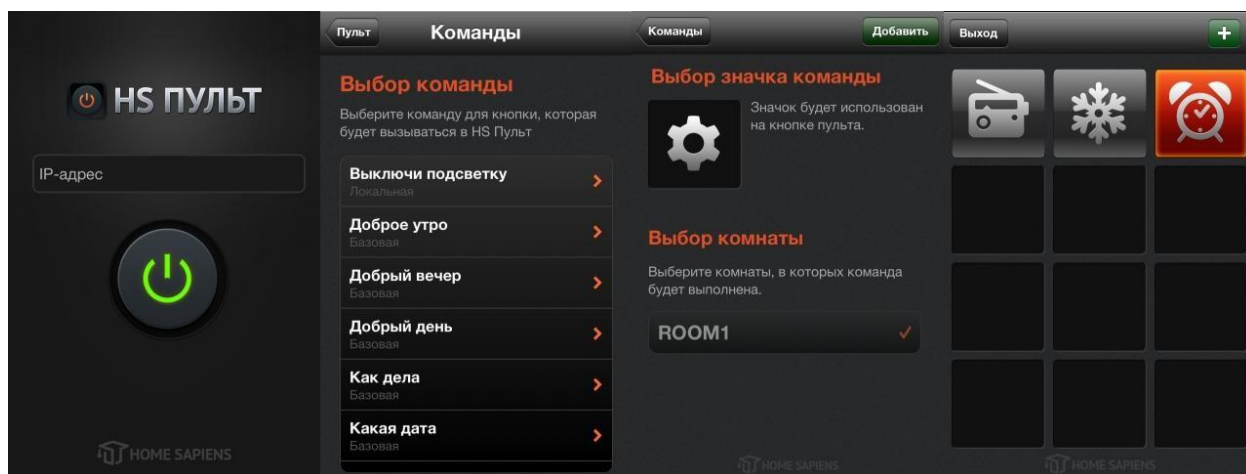 HS ПУЛЬТ
IP-адрес
HOME SAPIENS
Пульт
Команды
Выбор команды
Выберите команду для кнопки, которая
будет вызываться в HS Пульт
Выключи подсветку
Локальная
Доброе утро
Базовая
Добрый вечер
Базовая
Добрый день
Базовая
Как дела
Базовая
Какая дата
Базовая
Команды
Добавить
Выбор значка команды
Значок будет использован
на кнопке пульта.
Выбор комнаты
Выберите комнаты, в которых команда
будет выполнена.
ROOM1
HOME SAPIENS
Выход
+
HOME SAPIENS